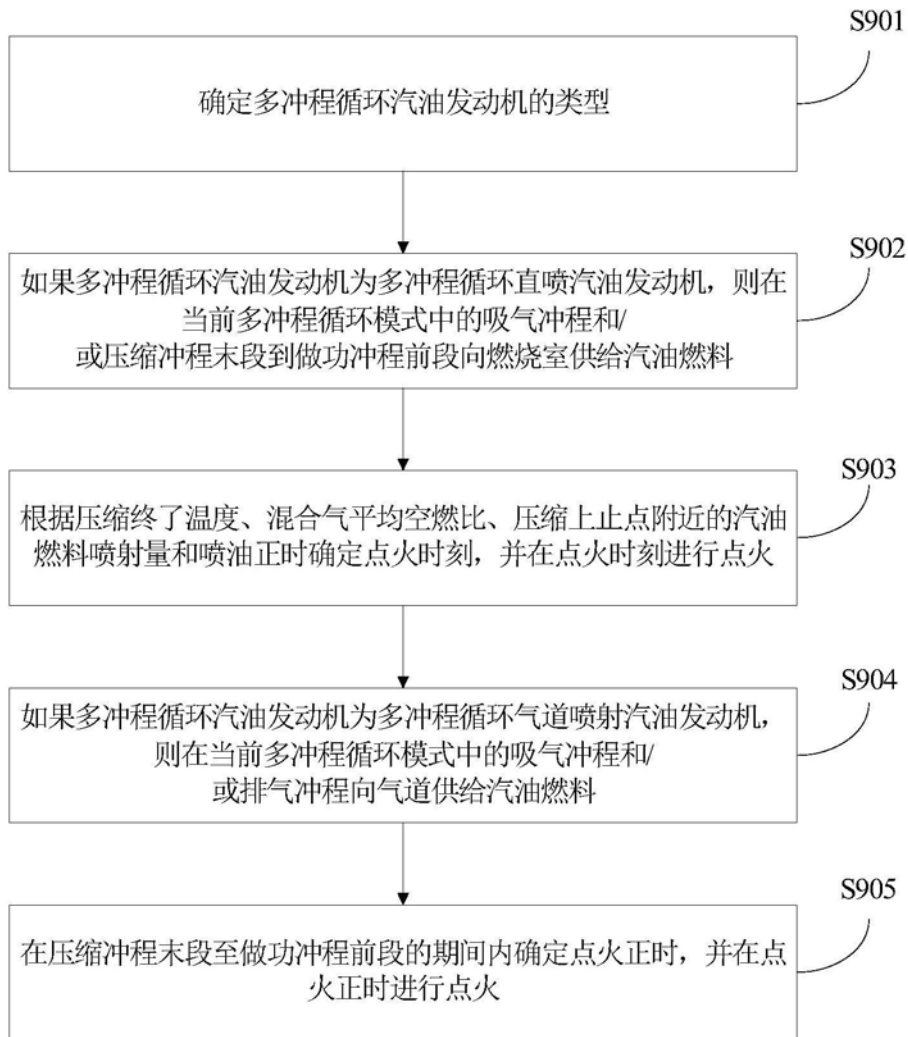 S901
确定多冲程循环汽油发动机的类型
S902
如果多冲程循环汽油发动机为多冲程循环直喷汽油发动机，则在
当前多冲程循环模式中的吸气冲程和/
或压缩冲程末段到做功冲程前段向燃烧室供给汽油燃料
S903
根据压缩终了温度、混合气平均空燃比、压缩上止点附近的汽油
燃料喷射量和喷油正时确定点火时刻，并在点火时刻进行点火
S904
如果多冲程循环汽油发动机为多冲程循环气道喷射汽油发动机，
则在当前多冲程循环模式中的吸气冲程和/
或排气冲程向气道供给汽油燃料
S905
在压缩冲程末段至做功冲程前段的期间内确定点火正时，并在点
火正时进行点火